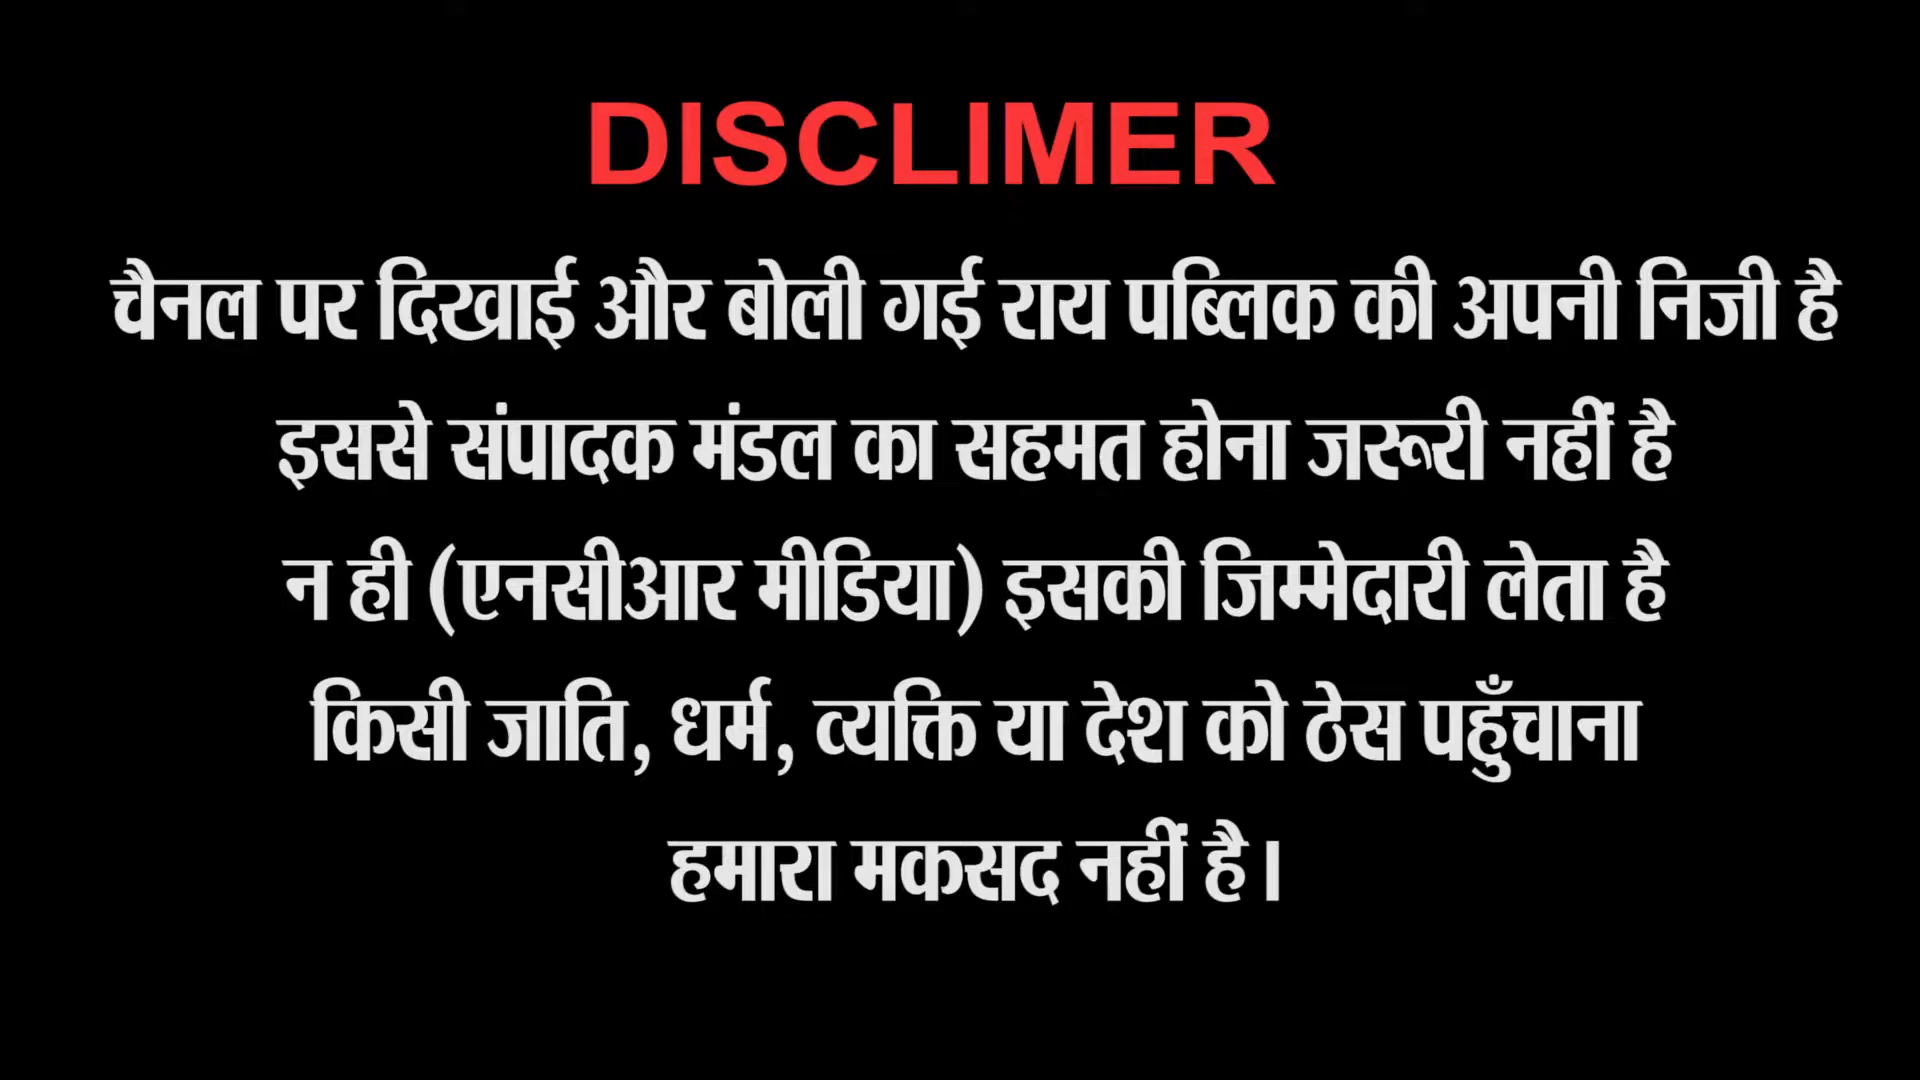 DISCLIMER
चैनल पर दिखाई और बोली गई राय पब्लिक की अपनी निजी है
इससे संपादक मंडल का सहमत होना जरूरी नहीं है
न ही (एनसीआर मीडिया) इसकी जिम्मेदारी लेता है
किसी जाति, धर्म, व्यक्ति या देश को ठेस पहुँचाना
हमारा मकसद नहीं है।